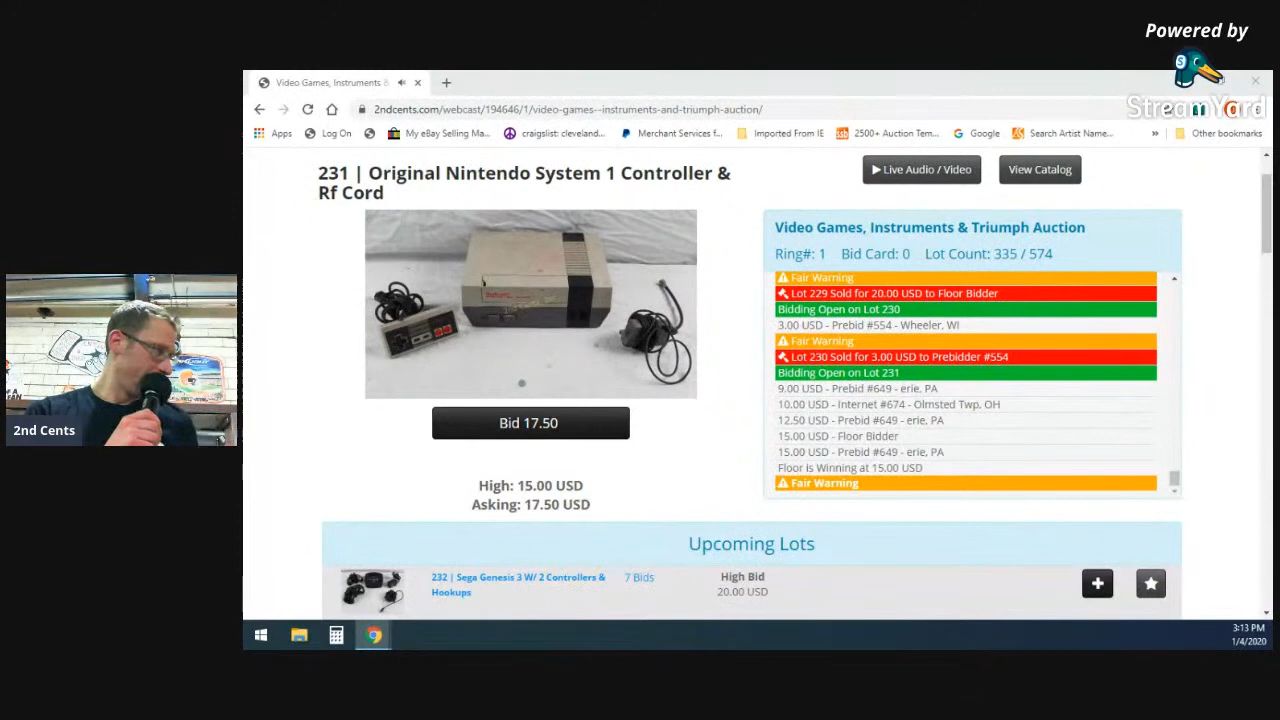 Powered by
StreamYard
Video Games, Instruments &
2ndcents.com/webcast/194646/1/video-games--instruments-and-triumph-auction/
Apps
Log On
My eBay Selling Ma...
craigslist: cleveland...
Merchant Services f...
Imported From IE
2500+ Auction Tem...
Google
Search Artist Name...
»
Other bookmarks
231 | Original Nintendo System 1 Controller &
Rf Cord
Live Audio / Video
View Catalog
Bid 17.50
High: 15.00 USD
Asking: 17.50 USD
Video Games, Instruments & Triumph Auction
Ring#: 1 Bid Card: 0 Lot Count: 335 / 574
Fair Warning
Lot 229 Sold for 20.00 USD to Floor Bidder
Bidding Open on Lot 230
3.00 USD - Prebid #554 - Wheeler, WI
Fair Warning
Lot 230 Sold for 3.00 USD to Prebidder #554
Bidding Open on Lot 231
9.00 USD - Prebid #649 - erie, PA
10.00 USD - Internet #674 - Olmsted Twp, OH
12.50 USD - Prebid #649 - erie, PA
15.00 USD - Floor Bidder
15.00 USD - Prebid #649 - erie, PA
Floor is Winning at 15.00 USD
Fair Warning
2nd Cents
Upcoming Lots
232 | Sega Genesis 3 W/ 2 Controllers &
Hookups
7 Bids
High Bid
20.00 USD
3:13 PM
1/4/2020